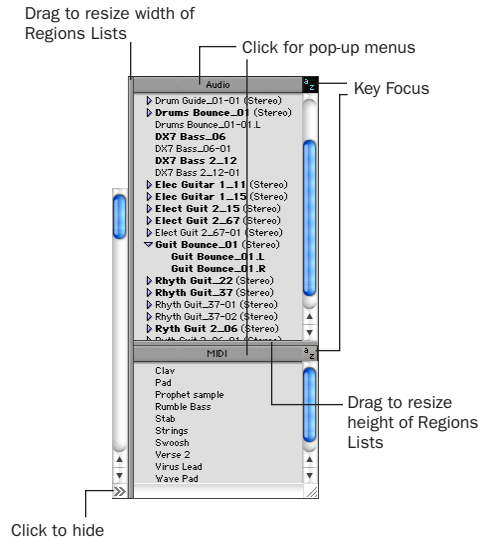 Drag to resize width of
Regions Lists
Click for pop-up menus
Key Focus
Audio
a z
Drum Guide_01-01 (Stereo)
Drums Bounce_01 (Stereo)
Drums Bounce_01-01.L
DX7 Bass_06
DX7 Bass_06-01
DX7 Bass 2_12
DX7 Bass 2_12-01
Elec Guitar 1_11 (Stereo)
Elec Guitar 1_15 (Stereo)
Elect Guit 2_15 (Stereo)
Elect Guit 2_67 (Stereo)
Elect Guit 2_67-01 (Stereo)
Guit Bounce_01 (Stereo)
Guit Bounce_01.L
Guit Bounce_01.R
Rhyth Guit_22 (Stereo)
Rhyth Guit_37 (Stereo)
Rhyth Guit_37-01 (Stereo)
Rhyth Guit_37-02 (Stereo)
Ryth Guit 2_06 (Stereo)
MIDI
a z
Clav
Pad
Prophet sample
Rumble Bass
Stab
Strings
Swoosh
Verse 2
Virus Lead
Wave Pad
Drag to resize
height of Regions
Lists
Click to hide